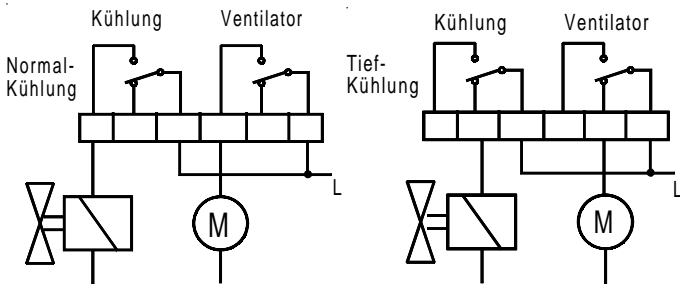 Kühlung Ventilator
Normal-
Kühlung
L
M
Kühlung Ventilator
Tief-
Kühlung
L
M